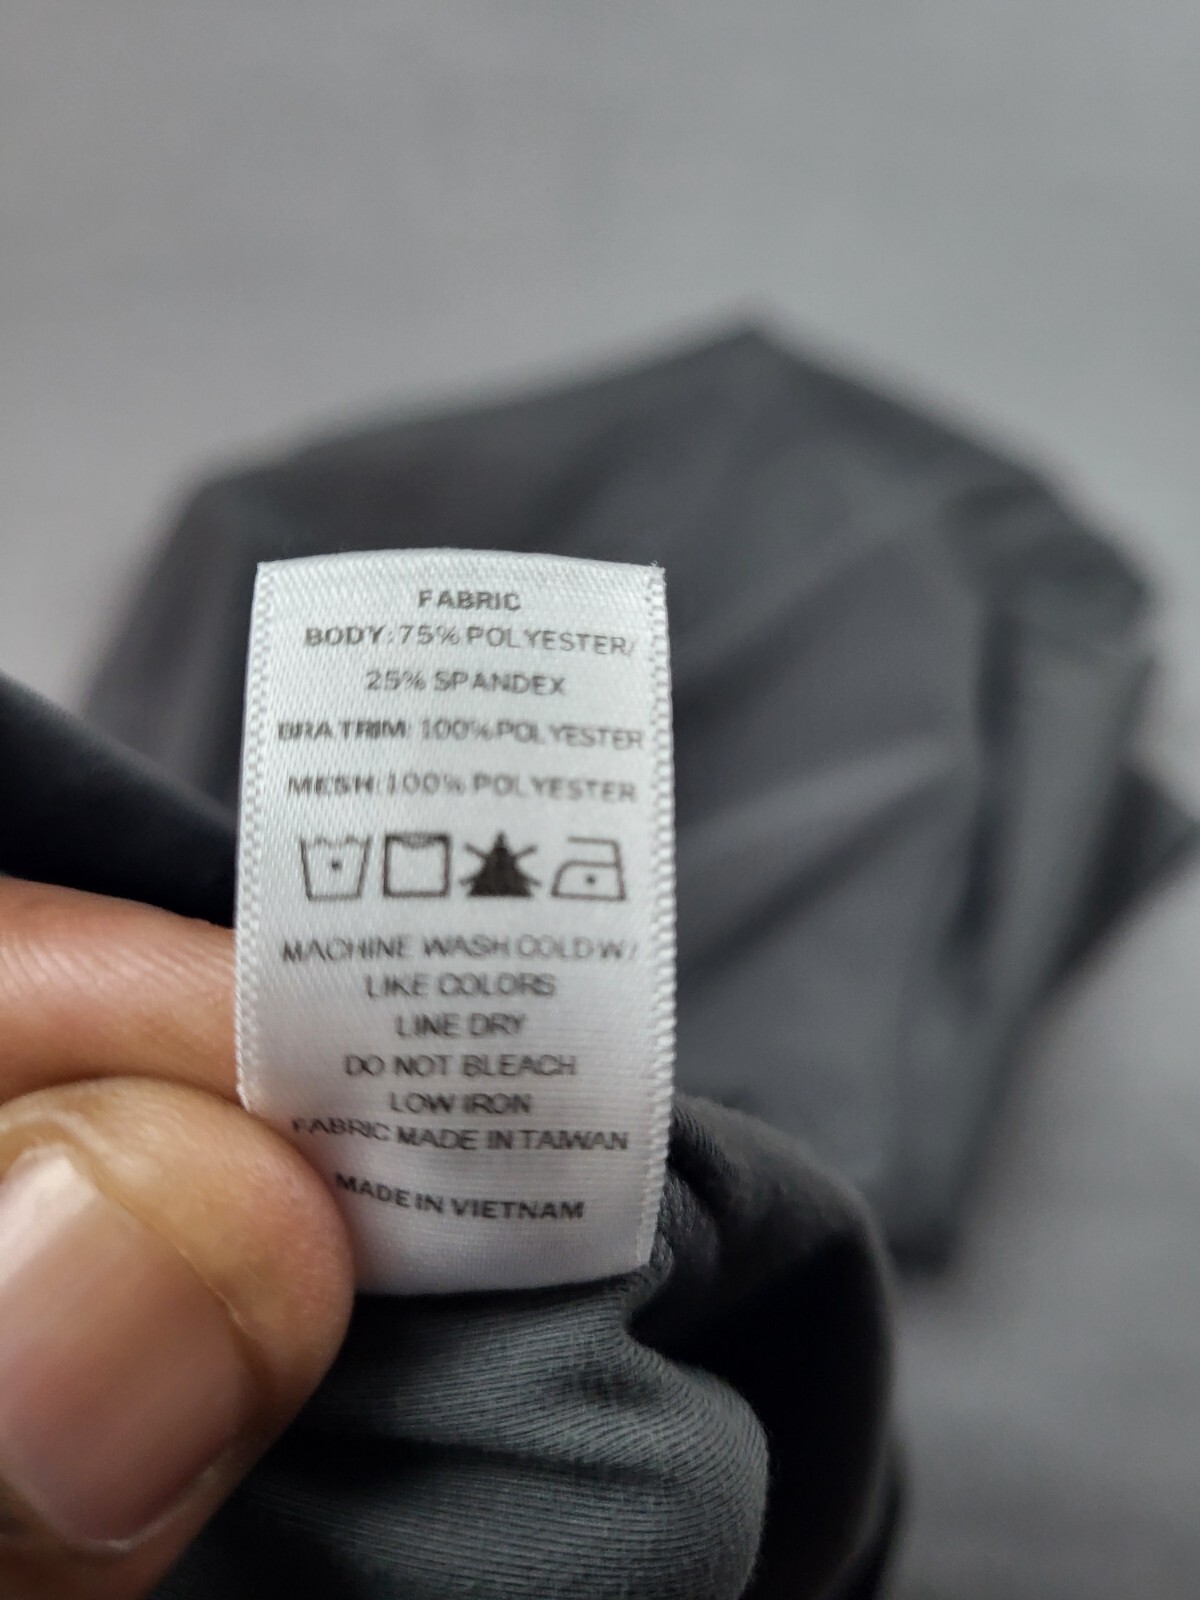 FABRIC
BODY:75% POLYESTER/
25% SPANDEX
BRA TRIM: 100% POLYESTER
MESH:100% POLYESTER
MACHINE WASH COLD W/
LIKE COLORS
LINE DRY
DO NOT BLEACH
LOW IRON
FABRIC MADE IN TAIWAN
MADE IN VIETNAM